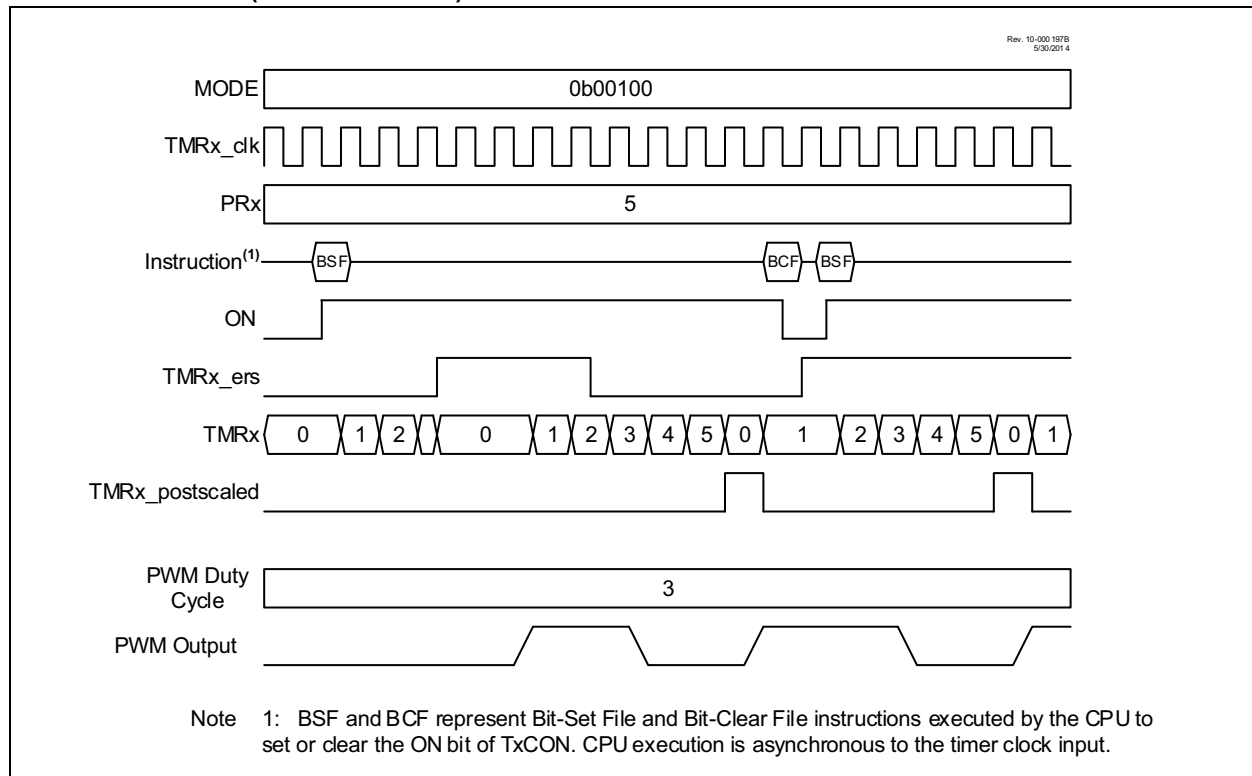 Rev. 10-000 197B
5/30/201 4
MODE 0b00100
TMRx_clk
PRx 5
Instruction(1) BSF BCF BSF
ON
TMRx_ers
TMRx 0 1 2 0 1 2 3 4 5 0 1 2 3 4 5 0 1
TMRx_postscaled
PWM Duty
Cycle 3
PWM Output
Note 1: BSF and BCF represent Bit-Set File and Bit-Clear File instructions executed by the CPU to
set or clear the ON bit of TxCON. CPU execution is asynchronous to the timer clock input.